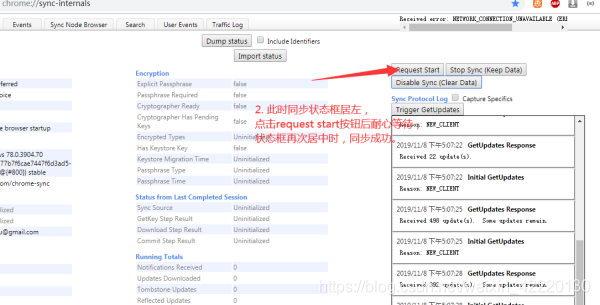 chrome://sync-internals
Events
Sync Node Browser
Search
User Events
Traffic Log
Received error: NETWORK_CONNECTION_UNAVAILABLE (ERR
Dump status
Include Identifiers
Import status
ferred
oice
e browser startup
ws 78.0.3904.70
77b7f6cae7447f6d3ad5-
@{#800}) stable
com/chrome-sync
alized
u@gmail.com
alized
alized
Encryption
Explicit Passphrase false
Passphrase Required false
Cryptographer Ready false
Cryptographer Has Pending Keys false
Encrypted Types Uninitialized
Has Keystore Key false
Keystore Migration Time Uninitialized
Passphrase Type Uninitialized
Passphrase Time Uninitialized
Status from Last Completed Session
Sync Source Uninitialized
GetKey Step Result Uninitialized
Download Step Result Uninitialized
Commit Step Result Uninitialized
Running Totals
Notifications Received 0
Updates Downloaded 0
Tombstone Updates 0
Reflected Updates
2. 此时同步状态框居左，
点击request start按钮后耐心等待，
状态框再次居中时，同步成功。
Request Start
Stop Sync (Keep Data)
Disable Sync (Clear Data)
Sync Protocol Log
Capture Specifics
Trigger GetUpdates
Reason: NEW_CLIENT
2019/11/8 下午5:07:22 GetUpdates Response
Received 22 update(s).
2019/11/8 下午5:07:22 Initial GetUpdates
Reason: NEW_CLIENT
2019/11/8 下午5:07:25 GetUpdates Response
Received 498 update(s). Some updates remain.
2019/11/8 下午5:07:25 Initial GetUpdates
Reason: NEW_CLIENT
2019/11/8 下午5:07:28 GetUpdates Response
Received 392 update(s). Some updates remain.
2019/11/8 下午5:07:28 Initial GetUpdates